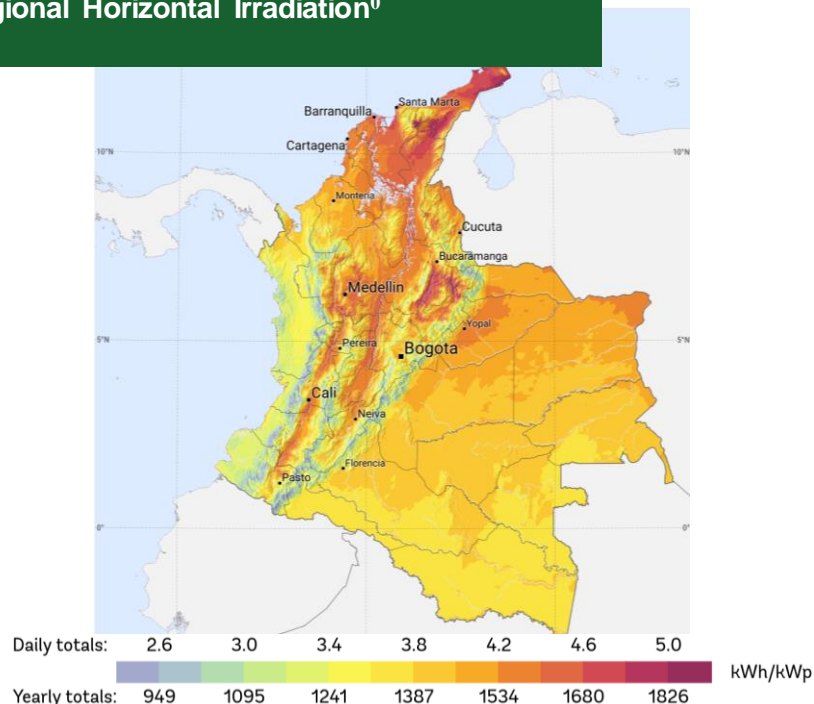 gional Horizontal Irradiation⁰
Santa Marta
Barranquilla
Cartagena
10°N
10°N
Monteria
Cucuta
Bucaramanga
Medellin
Yopal
5°N
5°N
Pereira
Bogota
Cali
Neiva
Florencia
Pasto
0°
0°
Daily totals: 2.6 3.0 3.4 3.8 4.2 4.6 5.0
kWh/kWp
Yearly totals: 949 1095 1241 1387 1534 1680 1826